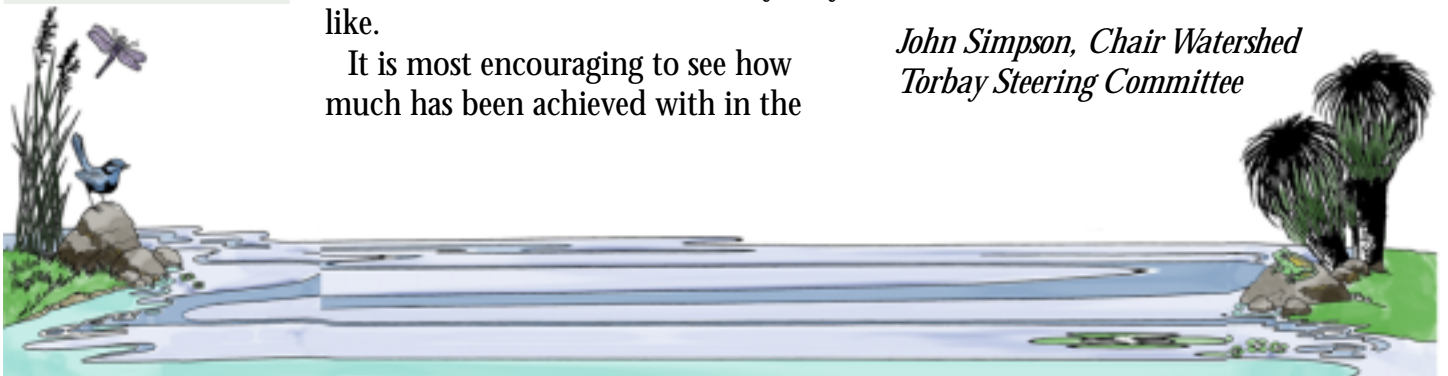 like.
It is most encouraging to see how
much has been achieved with in the
John Simpson, Chair Watershed
Torbay Steering Committee